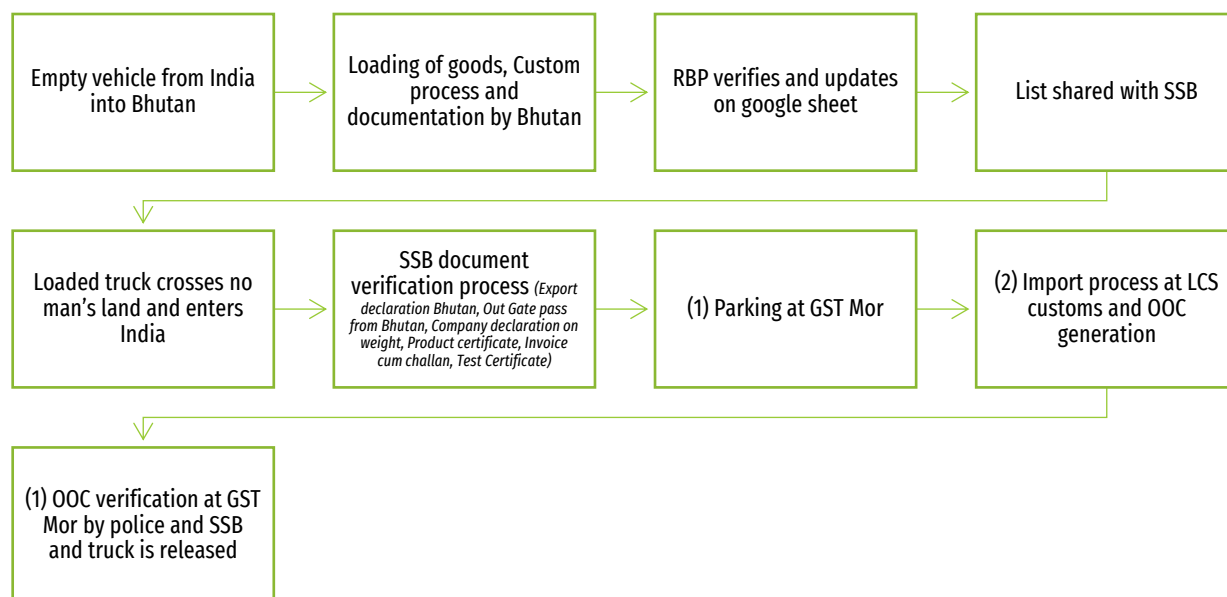 Empty vehicle from India
into Bhutan
Loading of goods, Custom
process and
documentation by Bhutan
RBP verifies and updates
on google sheet
List shared with SSB
Loaded truck crosses no
man’s land and enters
India
SSB document
verification process (Export
declaration Bhutan, Out Gate pass
from Bhutan, Company declaration on
weight, Product certificate, Invoice
cum challan, Test Certificate)
(1) Parking at GST Mor
(2) Import process at LCS
customs and OOC
generation
(1) OOC verification at GST
Mor by police and SSB
and truck is released